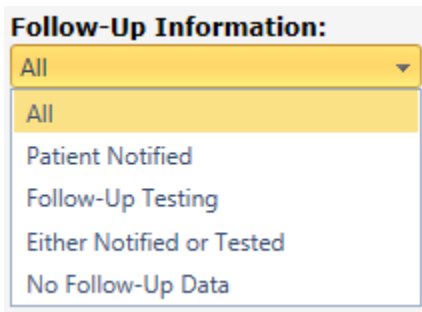 Follow-Up Information:
All
All
Patient Notified
Follow-Up Testing
Either Notified or Tested
No Follow-Up Data